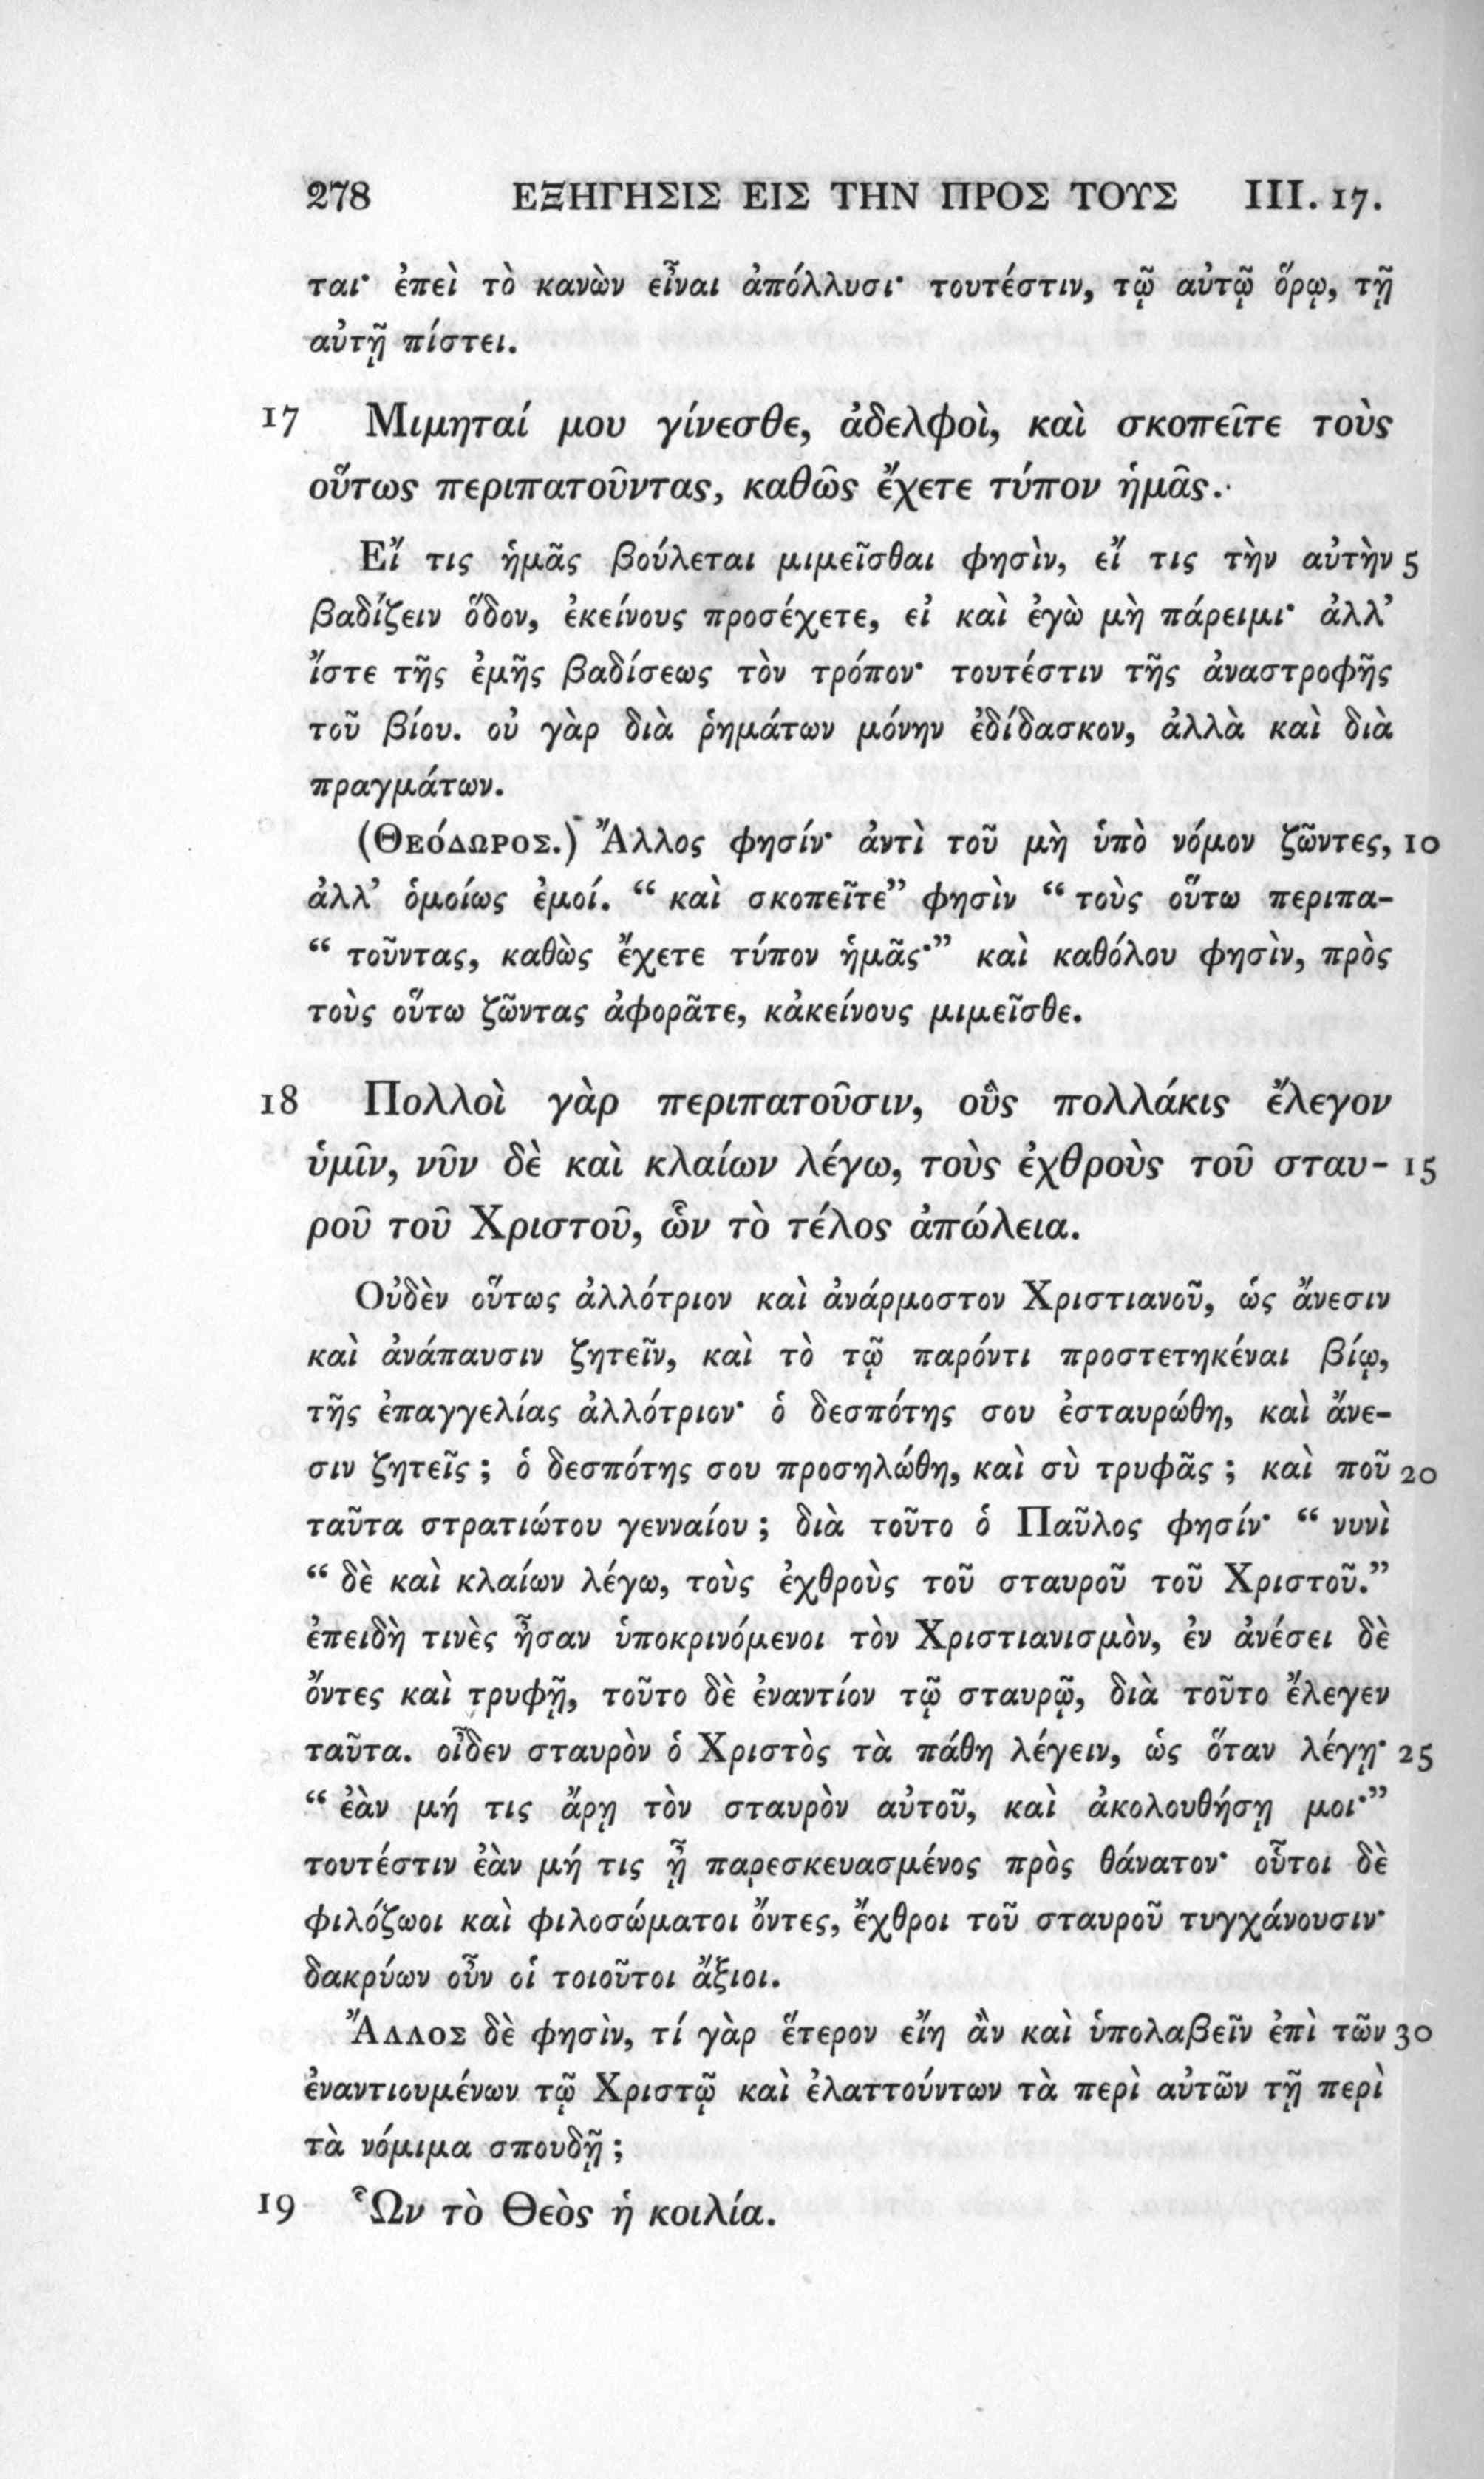 278 ΕΞΗΓΗΣΙΣ ΕΙΣ ΤΗΝ ΠΡΟΣ ΤΟΥΣ III. 17.
ται· ἐπεὶ τὸ κανὼν εἶναι ἀπόλλυσι· τουτέστιν, τῷ αὐτῷ ὅρῳ, τῇ
αὐτῇ πίστει.
17 Μιμηταί μου γίνεσθε, ἀδελφοὶ, καὶ σκοπεῖτε τοὺς
οὕτως περιπατοῦντας, καθῶς ἔχετε τύπον ἡμᾶς.
Εἴ τις ἡμᾶς βούλεται μιμεῖσθαι φησὶν, εἴ τις τὴν αὐτὴν 5
βαδίζειν ὅδον, ἐκείνους προσέχετε, εἰ καὶ ἐγὼ μὴ πάρειμι· ἀλλ’
ἴστε τῆς ἐμῆς βαδίσεως τὸν τρόπον· τουτέστιν τῆς ἀναστροφῆς
τοῦ βίου. οὐ γὰρ διὰ ῥημάτων μόνην ἐδίδασκον, ἀλλὰ καὶ διὰ
πραγμάτων.
(Θεόδωρος.) Ἄλλος φησίν· ἀντὶ τοῦ μὴ ὑπὸ νόμον ζῶντες, 10
ἀλλ’ ὁμοίως ἐμοί. “ καὶ σκοπεῖτε” φησὶν “ τοὺς οὕτω περιπα-
“ τοῦντας, καθὼς ἔχετε τύπον ἡμᾶς·” καὶ καθόλου φησὶν, πρὸς
τοὺς οὕτω ζῶντας ἀφορᾶτε, κἀκείνους μιμεῖσθε.
18 Πολλοὶ γὰρ περιπατοῦσιν, οὓς πολλάκις ἔλεγον
ὑμῖν, νῦν δὲ καὶ κλαίων λέγω, τοὺς ἐχθροὺς τοῦ σταυ- 15
ροῦ τοῦ Χριστοῦ, ὧν τὸ τέλος ἀπώλεια.
Οὐδὲν οὕτως ἀλλότριον καὶ ἀνάρμοστον Χριστιανοῦ, ὡς ἄνεσιν
καὶ ἀνάπαυσιν ζητεῖν, καὶ τὸ τῷ παρόντι προστετηκέναι βίῳ,
τῆς ἐπαγγελίας ἀλλότριον· ὁ δεσπότης σου ἐσταυρώθη, καὶ ἄνε-
σιν ζητεῖς ; ὁ δεσπότης σου προσηλώθη, καὶ σὺ τρυφᾶς ; καὶ ποῦ 20
ταῦτα στρατιώτου γενναίου ; διὰ τοῦτο ὁ Παῦλος φησίν· “ νυνὶ
“ δὲ καὶ κλαίων λέγω, τοὺς ἐχθροὺς τοῦ σταυροῦ τοῦ Χριστοῦ.”
ἐπειδὴ τινὲς ἦσαν ὑποκρινόμενοι τὸν Χριστιανισμὸν, ἐν ἀνέσει δὲ
ὄντες καὶ τρυφῇ, τοῦτο δὲ ἐναντίον τῷ σταυρῷ, διὰ τοῦτο ἔλεγεν
ταῦτα. οἶδεν σταυρὸν ὁ Χριστὸς τὰ πάθη λέγειν, ὡς ὅταν λέγῃ· 25
“ ἐὰν μή τις ἄρῃ τὸν σταυρὸν αὐτοῦ, καὶ ἀκολουθήσῃ μοι·”
τουτέστιν ἐὰν μή τις ᾖ παρεσκευασμένος πρὸς θάνατον· οὗτοι δὲ
φιλόζωοι καὶ φιλοσώματοι ὄντες, ἔχθροι τοῦ σταυροῦ τυγχάνουσιν·
δακρύων οὖν οἱ τοιοῦτοι ἄξιοι.
Ἄλλος δὲ φησὶν, τί γὰρ ἕτερον εἴη ἂν καὶ ὑπολαβεῖν ἐπὶ τῶν 30
ἐναντιουμένων τῷ Χριστῷ καὶ ἐλαττούντων τὰ περὶ αὐτῶν τῇ περὶ
τὰ νόμιμα σπουδῇ ;
19 Ὧν τὸ Θεὸς ἡ κοιλία.